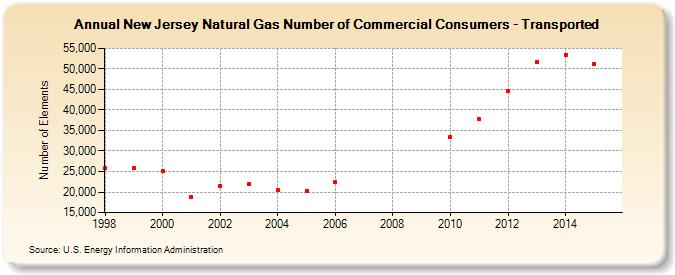 Annual New Jersey Natural Gas Number of Commercial Consumers - Transported
Number of Elements
55,000
50,000
45,000
40,000
35,000
30,000
25,000
20,000
15,000
1998 2000 2002 2004 2006 2008 2010 2012 2014
Source: U.S. Energy Information Administration